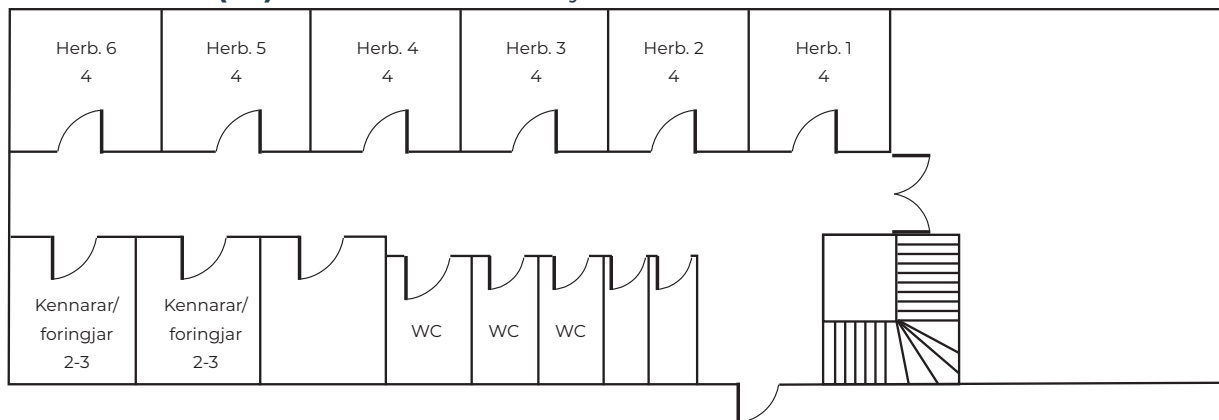 Herb. 6
4
Herb. 5
4
Herb. 4
4
Herb. 3
4
Herb. 2
4
Herb. 1
4
Kennarar/
foringjar
2-3
Kennarar/
foringjar
2-3
WC
WC
WC